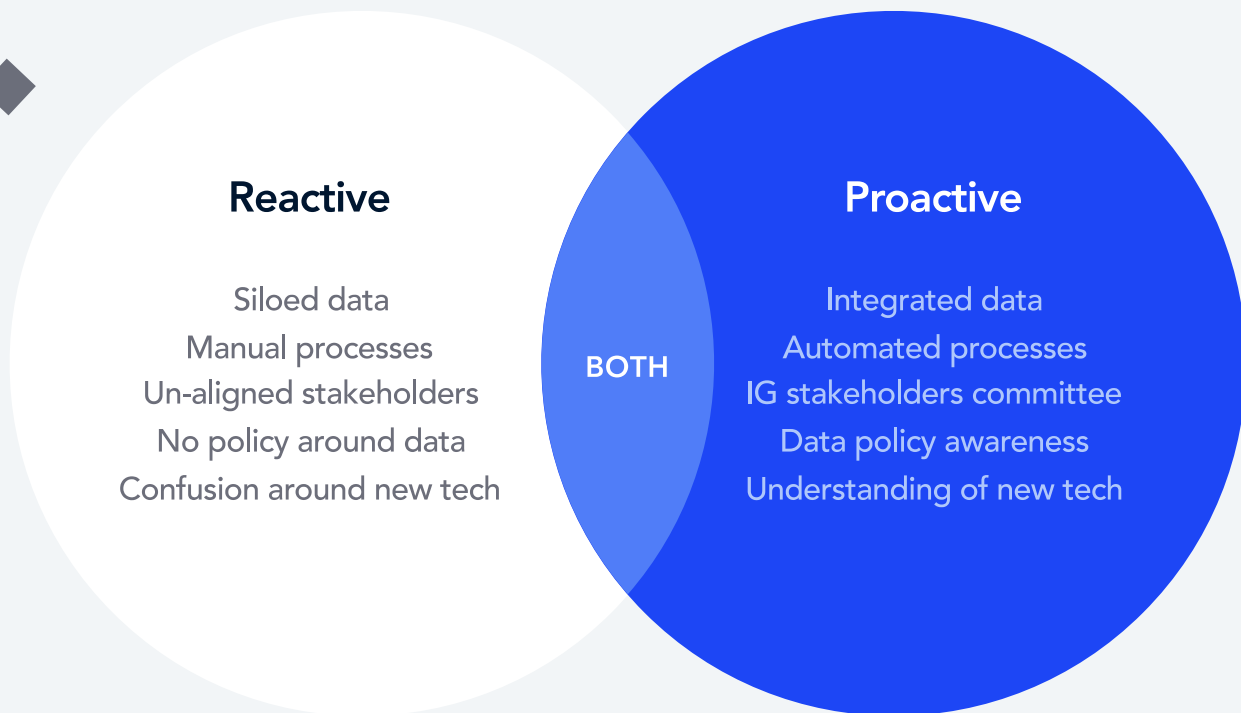 Reactive
Siloed data
Manual processes
Un-aligned stakeholders
No policy around data
Confusion around new tech
BOTH
Proactive
Integrated data
Automated processes
IG stakeholders committee
Data policy awareness
Understanding of new tech